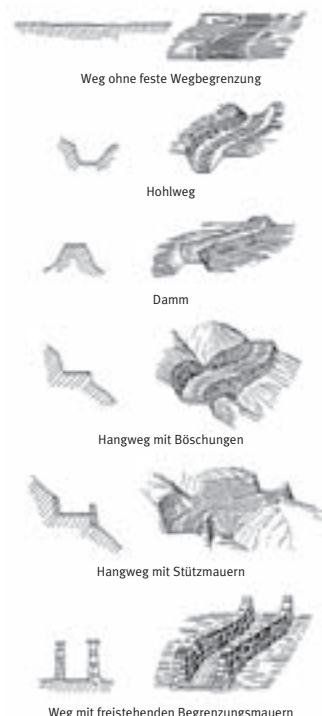 Weg ohne feste Wegbegrenzung
Hohlweg
Damm
Hangweg mit Böschungen
Hangweg mit Stützmauern
Weg mit freistehenden Begrenzungsmauern